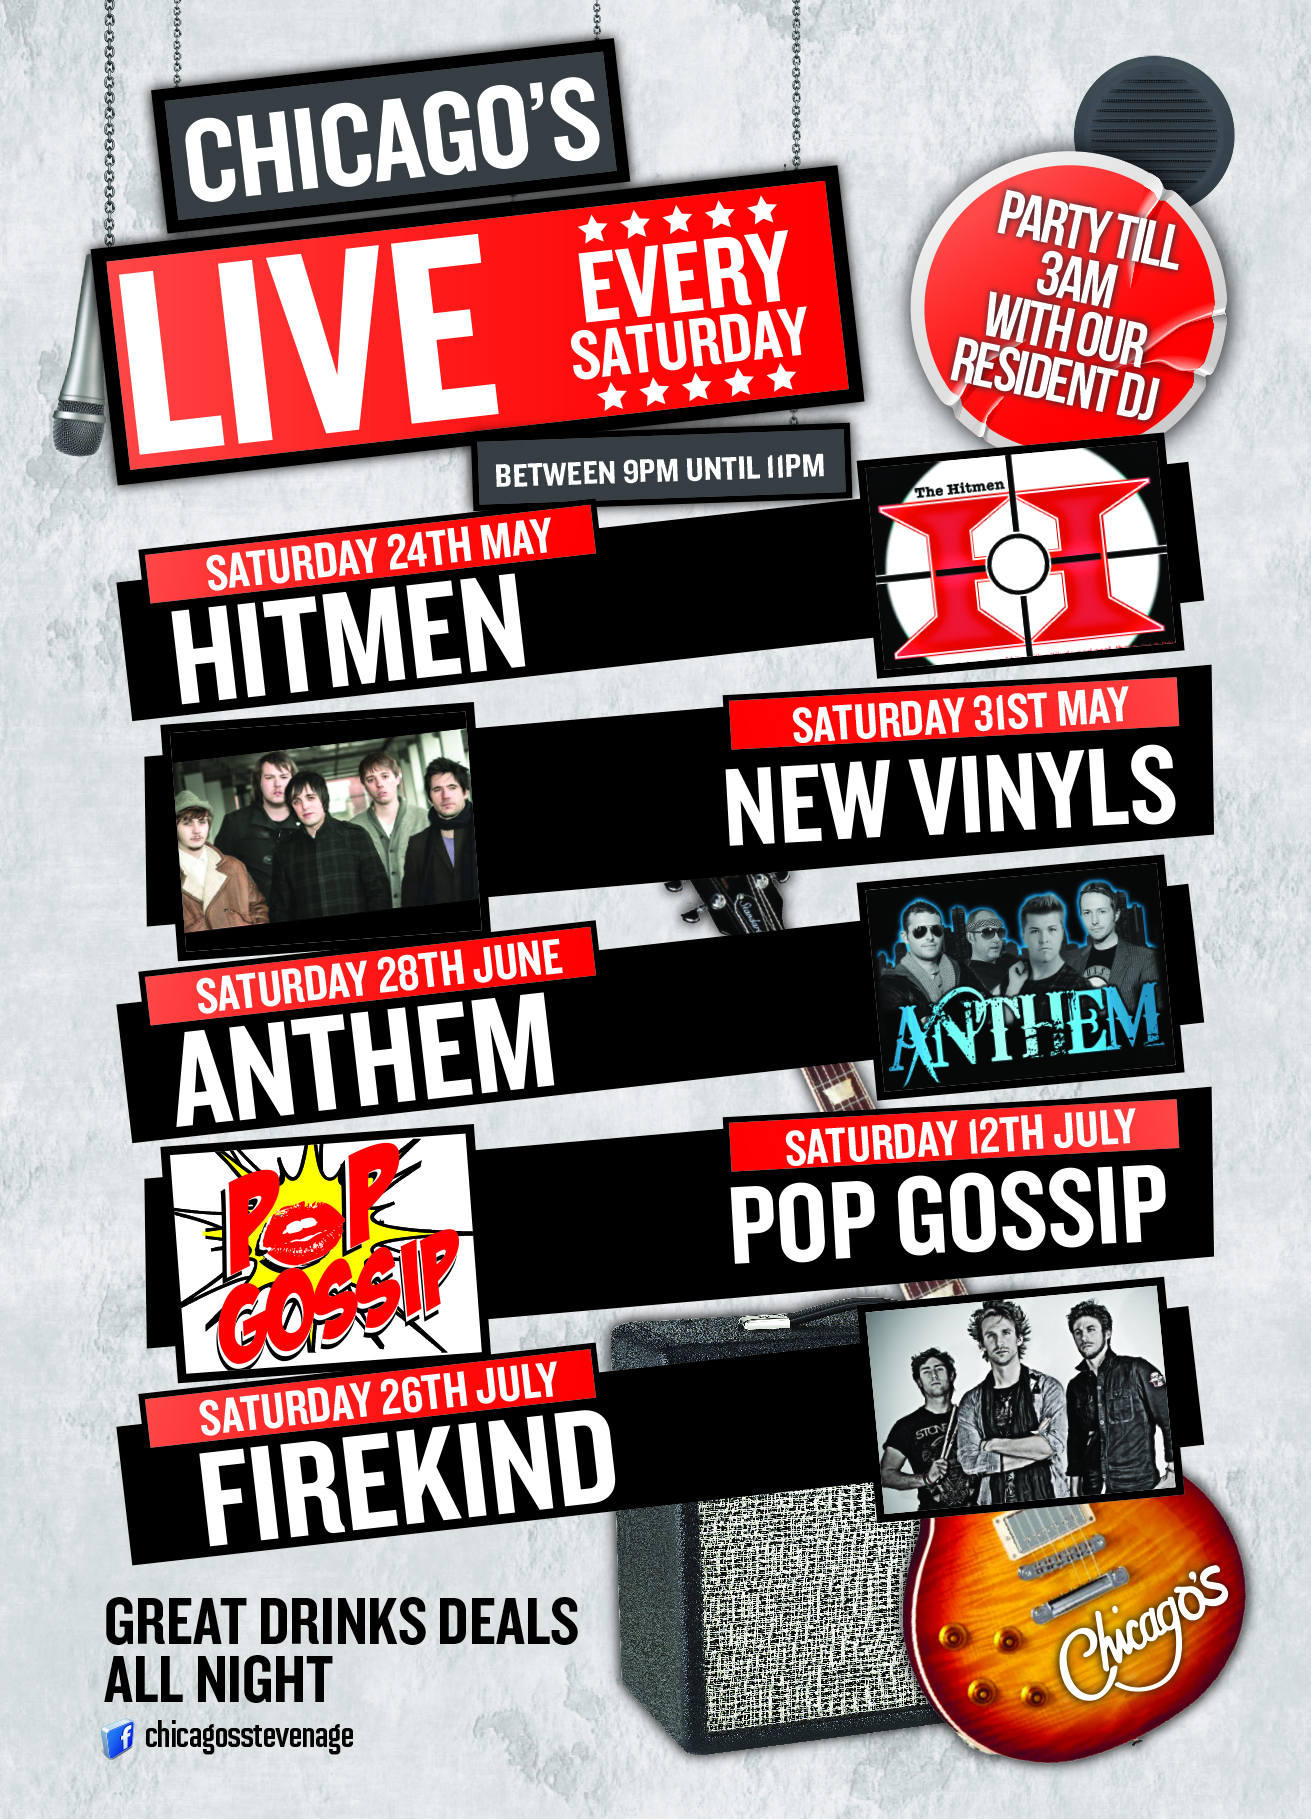 CHICAGO'S
LIVE
EVERY
SATURDAY
PARTY TILL
3AM
WITH OUR
RESIDENT DJ
BETWEEN 9PM UNTIL 11PM
SATURDAY 24TH MAY
HITMEN
The Hitmen
H
SATURDAY 31ST MAY
NEW VINYLS
Standard
SATURDAY 28TH JUNE
ANTHEM
ANTHEM
SATURDAY 12TH JULY
POP GOSSIP
POP
GOSSIP
SATURDAY 26TH JULY
FIREKIND
Chicago's
GREAT DRINKS DEALS
ALL NIGHT
f chicagosstevenage